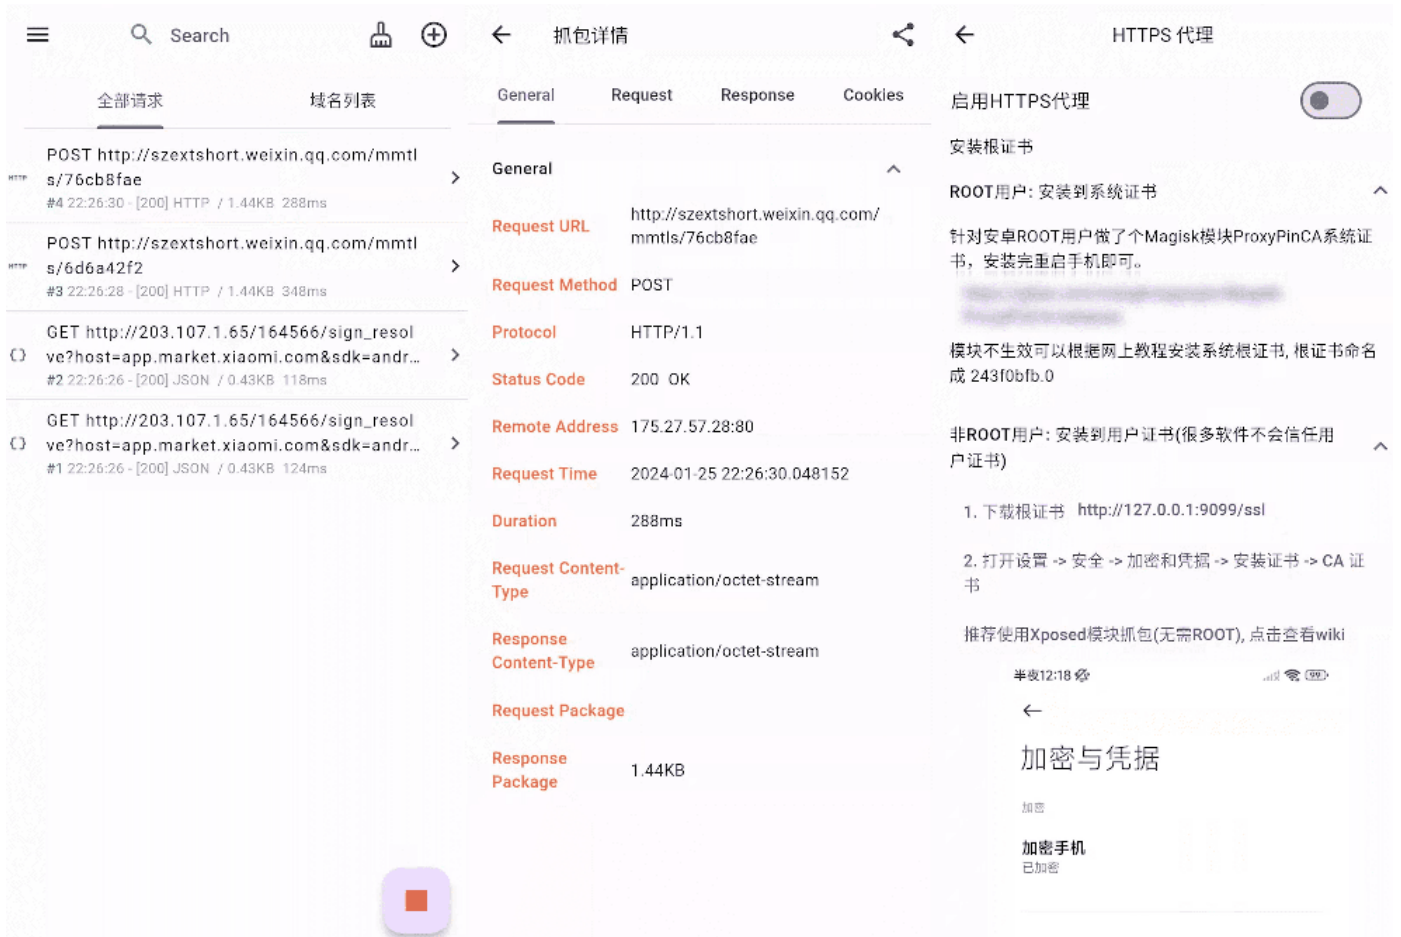 Search
全部请求
域名列表
HTTP
POST http://szextshort.weixin.qq.com/mmtl
s/76cb8fae
#4 22:26:30 - [200] HTTP / 1.44KB 288ms
HTTP
POST http://szextshort.weixin.qq.com/mmtl
s/6d6a42f2
#3 22:26:28 - [200] HTTP / 1.44KB 348ms
GET http://203.107.1.65/164566/sign_resol
ve?host=app.market.xiaomi.com&sdk=andr...
#2 22:26:26 - [200] JSON / 0.43KB 118ms
GET http://203.107.1.65/164566/sign_resol
ve?host=app.market.xiaomi.com&sdk=andr...
#1 22:26:26 - [200] JSON / 0.43KB 124ms
抓包详情
General Request Response Cookies
General
Request URL
http://szextshort.weixin.qq.com/
mmtls/76cb8fae
Request Method POST
Protocol HTTP/1.1
Status Code 200 OK
Remote Address 175.27.57.28:80
Request Time 2024-01-25 22:26:30.048152
Duration 288ms
Request Content-
Type
application/octet-stream
Response
Content-Type
application/octet-stream
Request Package
Response
Package
1.44KB
HTTPS 代理
启用HTTPS代理
安装根证书
ROOT用户: 安装到系统证书
针对安卓ROOT用户做了个Magisk模块ProxyPinCA系统证
书，安装完重启手机即可。
模块不生效可以根据网上教程安装系统根证书, 根证书命名
成 243f0bfb.0
非ROOT用户: 安装到用户证书(很多软件不会信任用
户证书)
1. 下载根证书 http://127.0.0.1:9099/ssl
2. 打开设置 -> 安全 -> 加密和凭据 -> 安装证书 -> CA 证
书
推荐使用Xposed模块抓包(无需ROOT), 点击查看wiki
半夜12:18
99
加密与凭据
加密
加密手机
已加密